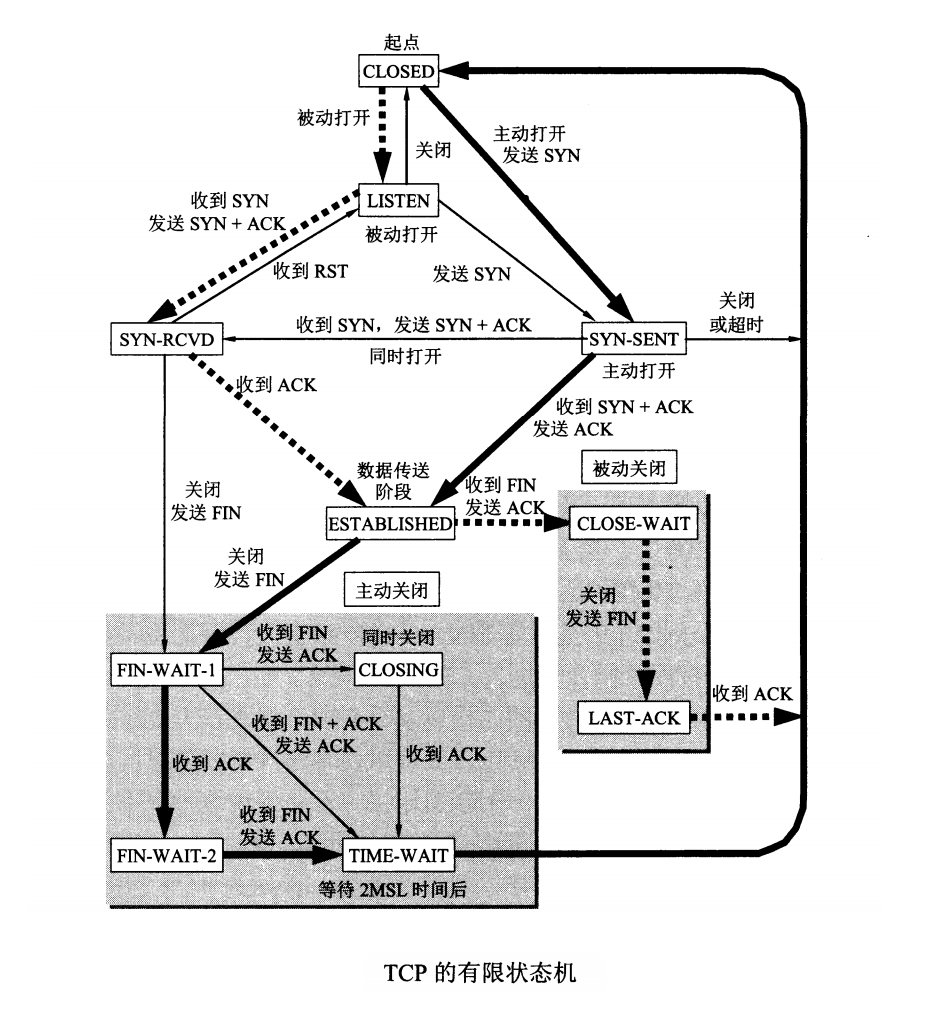 起点
CLOSED
被动打开
关闭
主动打开
发送 SYN
收到 SYN
发送 SYN + ACK
LISTEN
被动打开
收到 RST
发送 SYN
关闭
或超时
SYN-RCVD
收到 SYN，发送 SYN + ACK
同时打开
SYN-SENT
主动打开
收到 ACK
收到 SYN + ACK
发送 ACK
数据传送
阶段
ESTABLISHED
收到 FIN
发送 ACK
被动关闭
CLOSE-WAIT
关闭
发送 FIN
关闭
发送 FIN
主动关闭
关闭
发送 FIN
FIN-WAIT-1
收到 FIN
发送 ACK
同时关闭
CLOSING
LAST-ACK
收到 ACK
收到 FIN + ACK
发送 ACK
收到 ACK
收到 ACK
收到 FIN
发送 ACK
FIN-WAIT-2
TIME-WAIT
等待 2MSL 时间后
TCP 的有限状态机